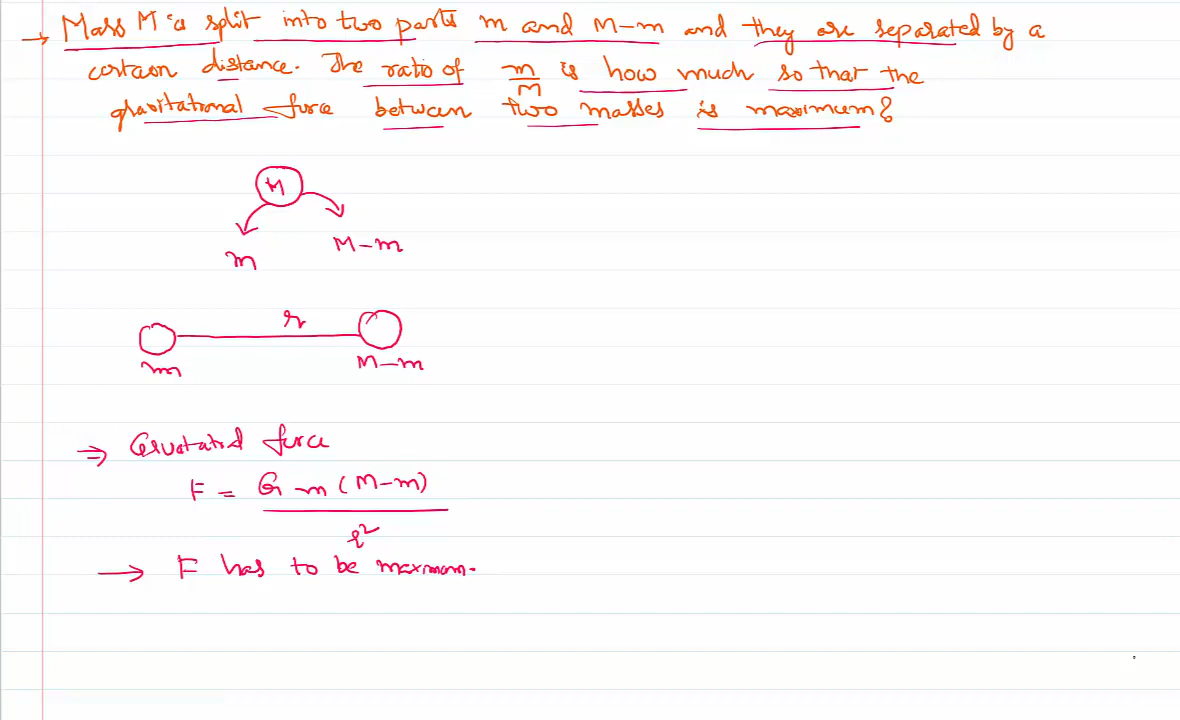 → Mass M is split into two parts m and M-m and they are separated by a
certain distance. The ratio of m/M is how much so that the
gravitational force between two masses is maximum?
M
m M-m
r
m M-m
⇒ force
F = G m (M-m)
r²
→ F has to be maximum.